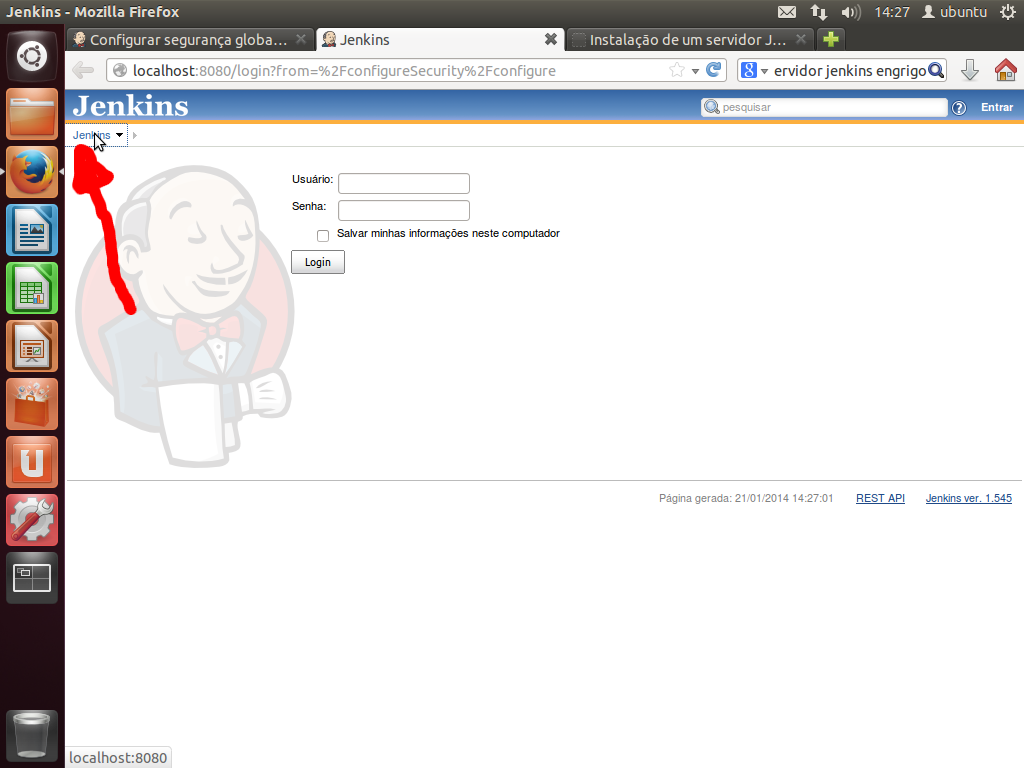 Jenkins - Mozilla Firefox
14:27
ubuntu
Configurar segurança globa...
Jenkins
Instalação de um servidor J...
localhost:8080/login?from=%2FconfigureSecurity%2Fconfigure
8
ervidor jenkins engrigo
Jenkins
pesquisar
?
Entrar
Jenkins
Usuário:
Senha:
Salvar minhas informações neste computador
Login
Página gerada: 21/01/2014 14:27:01
REST API
Jenkins ver. 1.545
localhost:8080